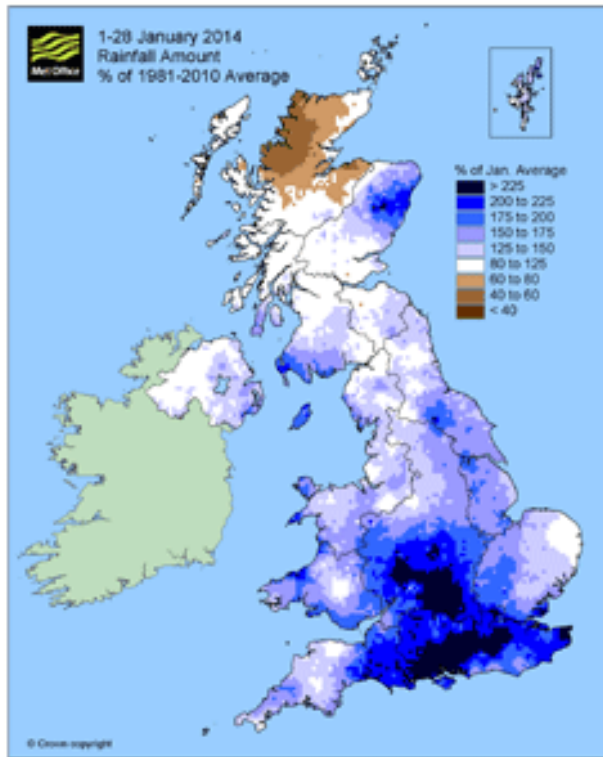 Met Office
1-28 January 2014
Rainfall Amount
% of 1981-2010 Average
% of Jan. Average
> 225
200 to 225
175 to 200
150 to 175
125 to 150
80 to 125
60 to 80
40 to 60
< 40
© Crown copyright